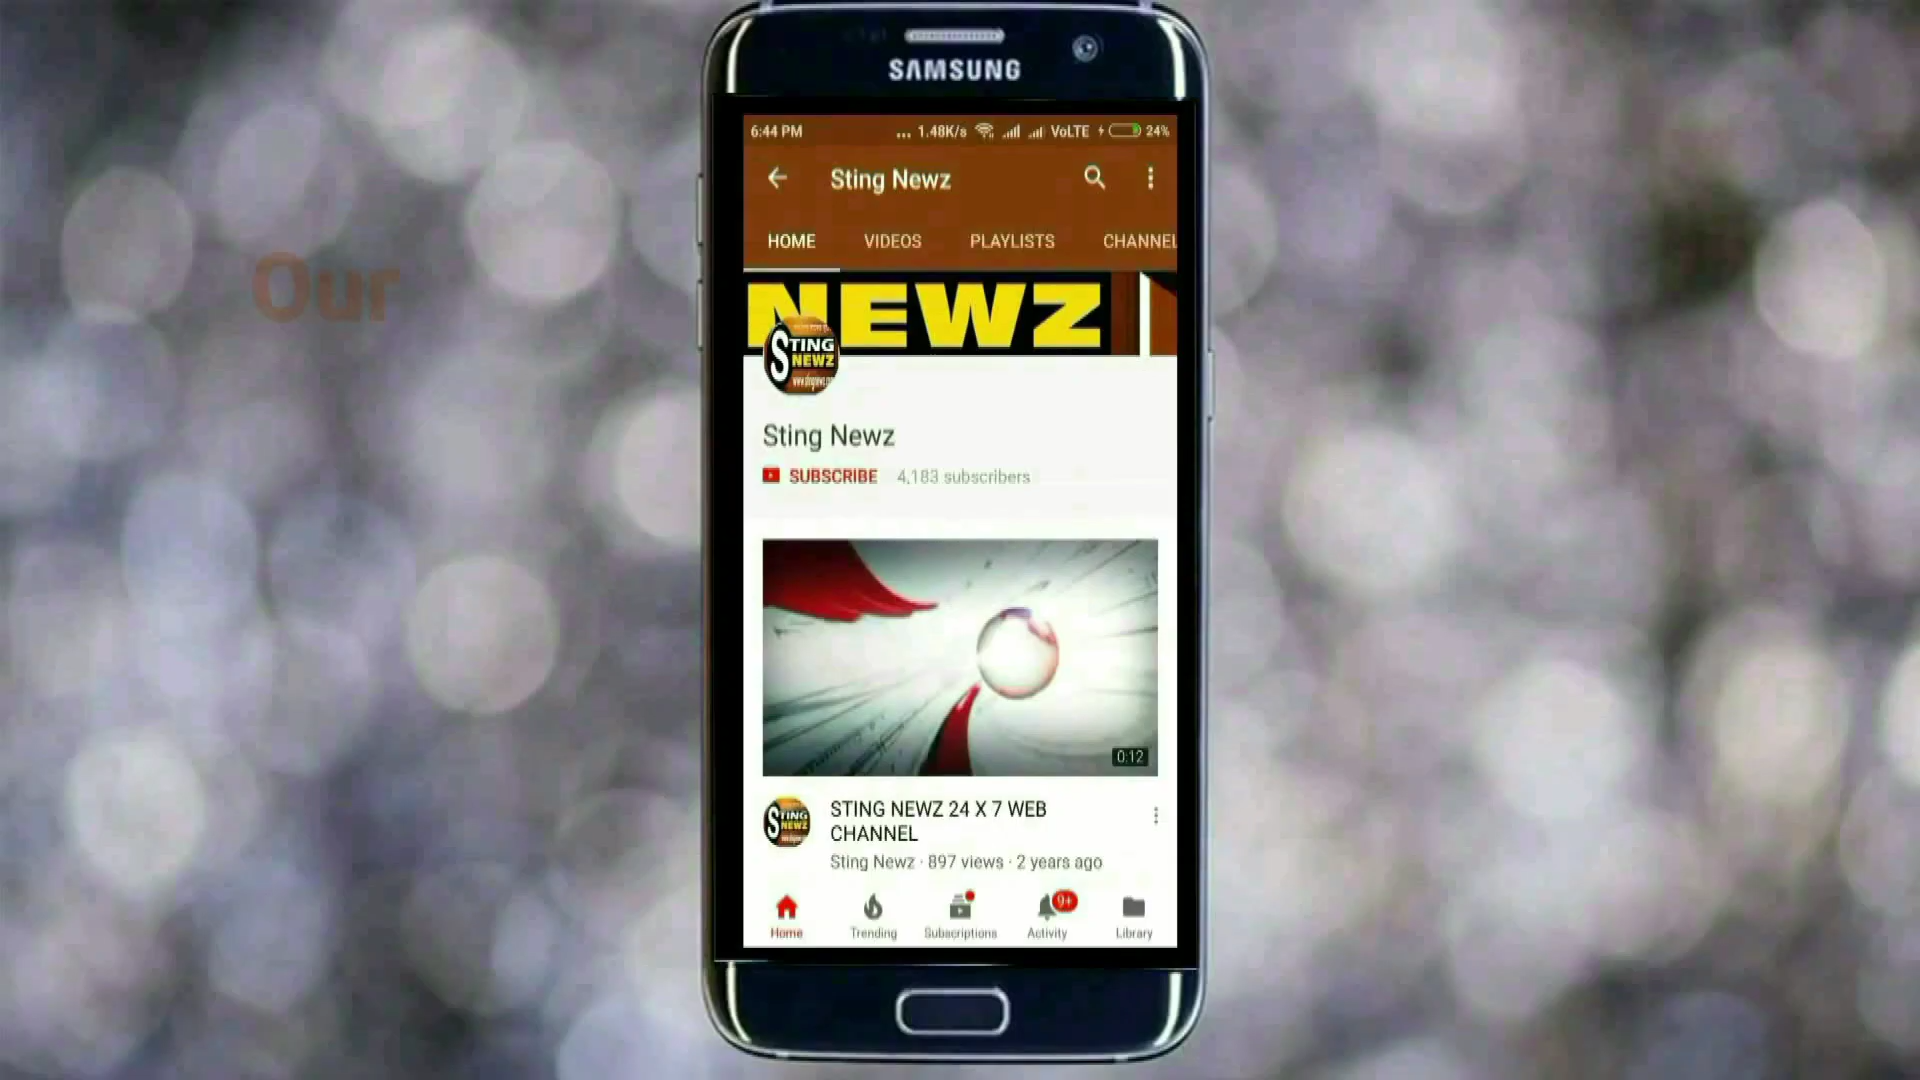 SAMSUNG
6:44 PM ... 1.48K/s VoLTE 24%
Sting Newz
HOME VIDEOS PLAYLISTS CHANNEL
Our
NEWZ
STING
NEWZ
Sting Newz
SUBSCRIBE 4,183 subscribers
0:12
STING NEWZ
STING NEWZ 24 X 7 WEB
CHANNEL
Sting Newz · 897 views · 2 years ago
9+
Home Trending Subscriptions Activity Library